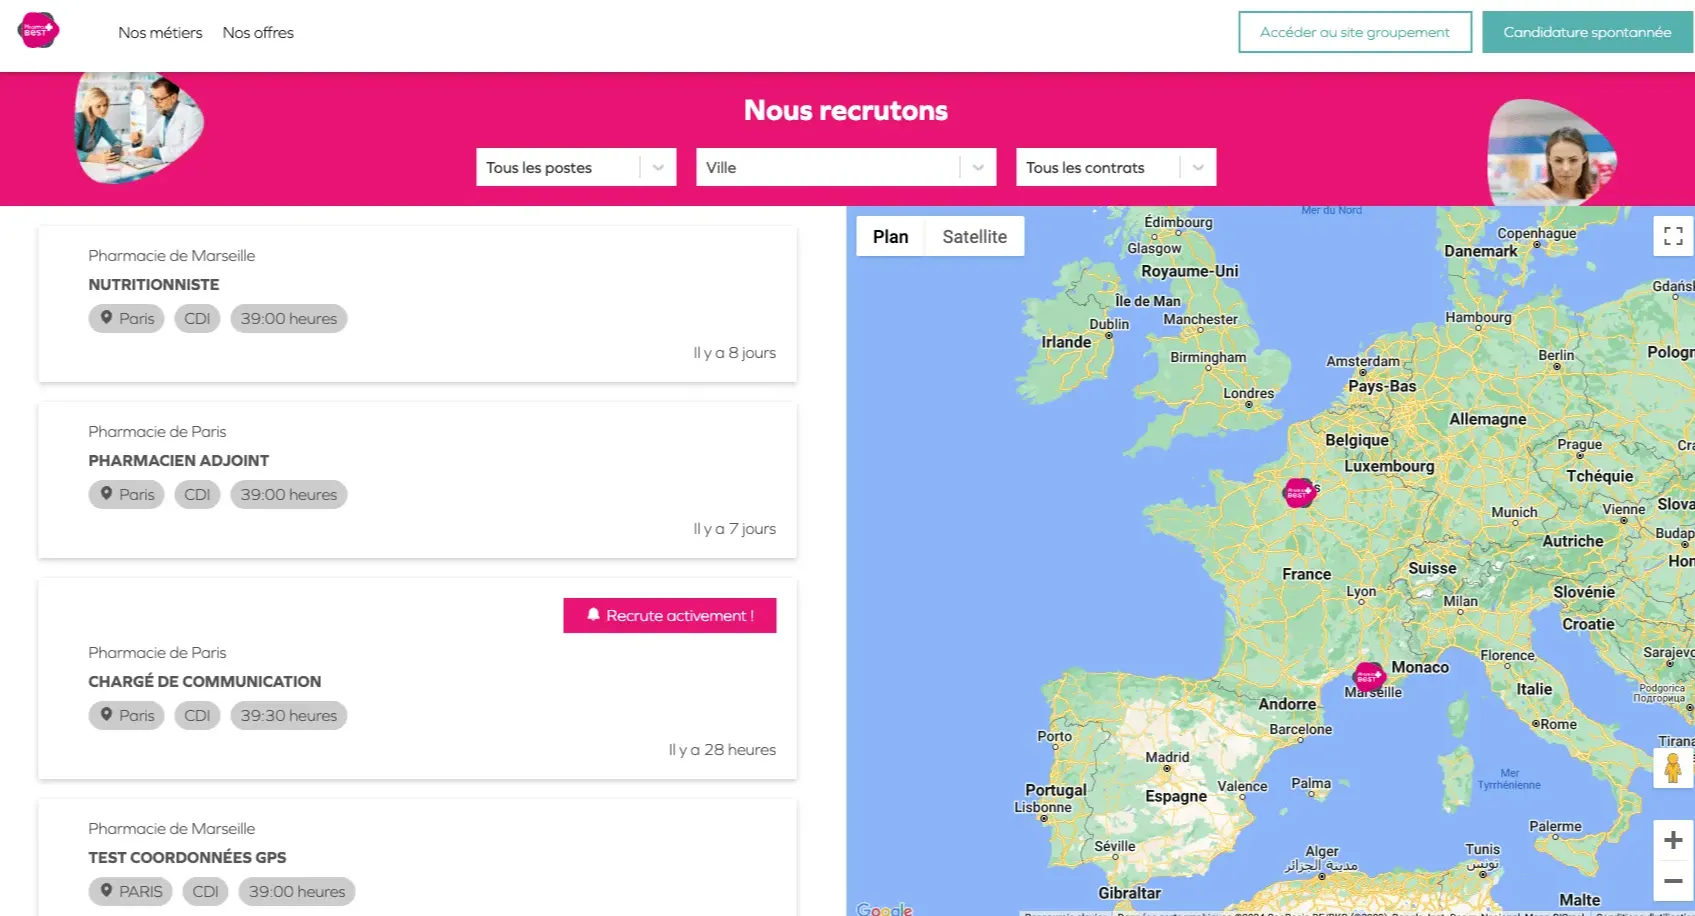 Pharma
BEST
Nos métiers
Nos offres
Accéder au site groupement
Candidature spontannée
Nous recrutons
Tous les postes
Ville
Tous les contrats
Pharmacie de Marseille
NUTRITIONNISTE
Paris
CDI
39:00 heures
Il y a 8 jours
Pharmacie de Paris
PHARMACIEN ADJOINT
Paris
CDI
39:00 heures
Il y a 7 jours
Recrute activement !
Pharmacie de Paris
CHARGÉ DE COMMUNICATION
Paris
CDI
39:30 heures
Il y a 28 heures
Pharmacie de Marseille
TEST COORDONNÉES GPS
PARIS
CDI
39:00 heures
Plan
Satellite
Mer du Nord
Édimbourg
Glasgow
Copenhague
Danemark
Royaume-Uni
Gdańsk
Île de Man
Manchester
Hambourg
Dublin
Irlande
Birmingham
Amsterdam
Berlin
Pologn
Pays-Bas
Londres
Allemagne
Belgique
Prague
Cra
Luxembourg
Tchéquie
Munich
Vienne
Slova
Autriche
Budap
Hon
Suisse
France
Lyon
Milan
Slovénie
Croatie
Monaco
Florence
Sarajevo
Marseille
Italie
Podgorica
Подгорица
Andorre
Barcelone
Rome
Porto
Madrid
Tirana
Portugal
Espagne
Valence
Palma
Mer
Tyrrhénienne
Lisbonne
Palerme
Séville
Alger
مدينة الجزائر
Tunis
تونس
Gibraltar
Malte
Google